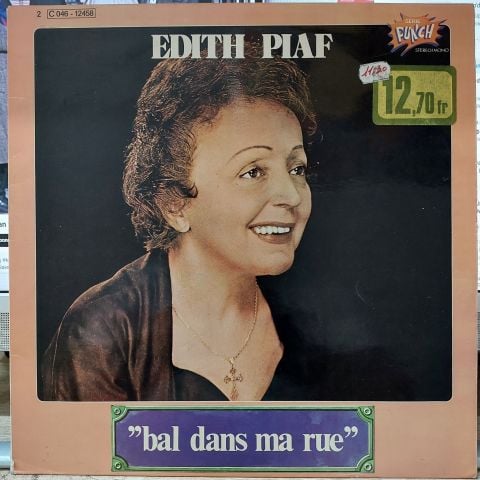 2 C 046 - 12458
EDITH PIAF
SERIE
PUNCH
STEREO/MONO
12,70 fr
"bal dans ma rue"